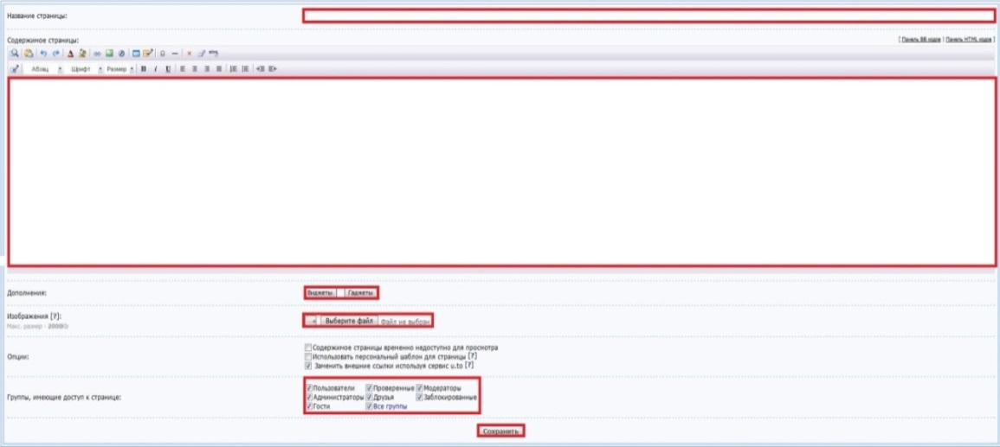 Название страницы:
Содержимое страницы:
[ Панель BB кодов | Панель HTML кодов ]
Абзац Шрифт Размер B I U
Дополнения:
Виджеты Гаджеты
Изображения [?]:
Макс. размер -
Выберите файл Файл не выбран
Опции:
Содержимое страницы временно недоступно для просмотра
Использовать персональный шаблон для страницы [?]
Заменить внешние ссылки используя сервис u.to [?]
Группы, имеющие доступ к странице:
Пользователи Проверенные Модераторы
Администраторы Друзья Заблокированные
Гости Все группы
Сохранить